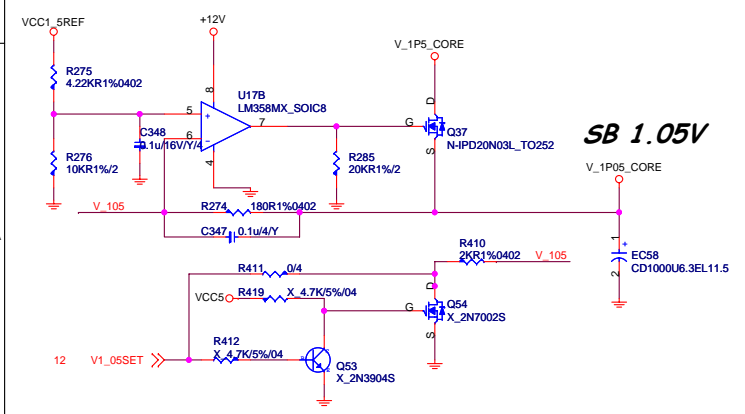 VCC1_5REF
+12V
V_1P5_CORE
R275
4.22KR1%0402
8
U17B
LM358MX_SOIC8
5
+
7
6
-
4
C348
0.1u/16V/Y/4
D
G
S
Q37
N-IPD20N03L_TO252
SB 1.05V
R276
10KR1%/2
R285
20KR1%/2
V_1P05_CORE
V_105
R274
180R1%0402
C347
0.1u/4/Y
1
+
2
EC58
CD1000U6.3EL11.5
R410
2KR1%0402
V_105
R411
0/4
VCC5
R419
X_4.7K/5%/04
D
G
S
Q54
X_2N7002S
R412
X_4.7K/5%/04
12
V1_05SET
Q53
X_2N3904S